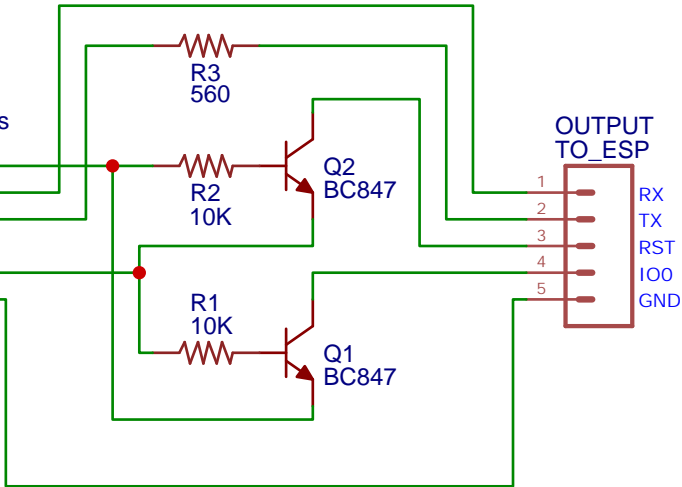 R3
560
s
R2
10K
Q2
BC847
R1
10K
Q1
BC847
OUTPUT
TO_ESP
1
RX
2
TX
3
RST
4
IO0
5
GND